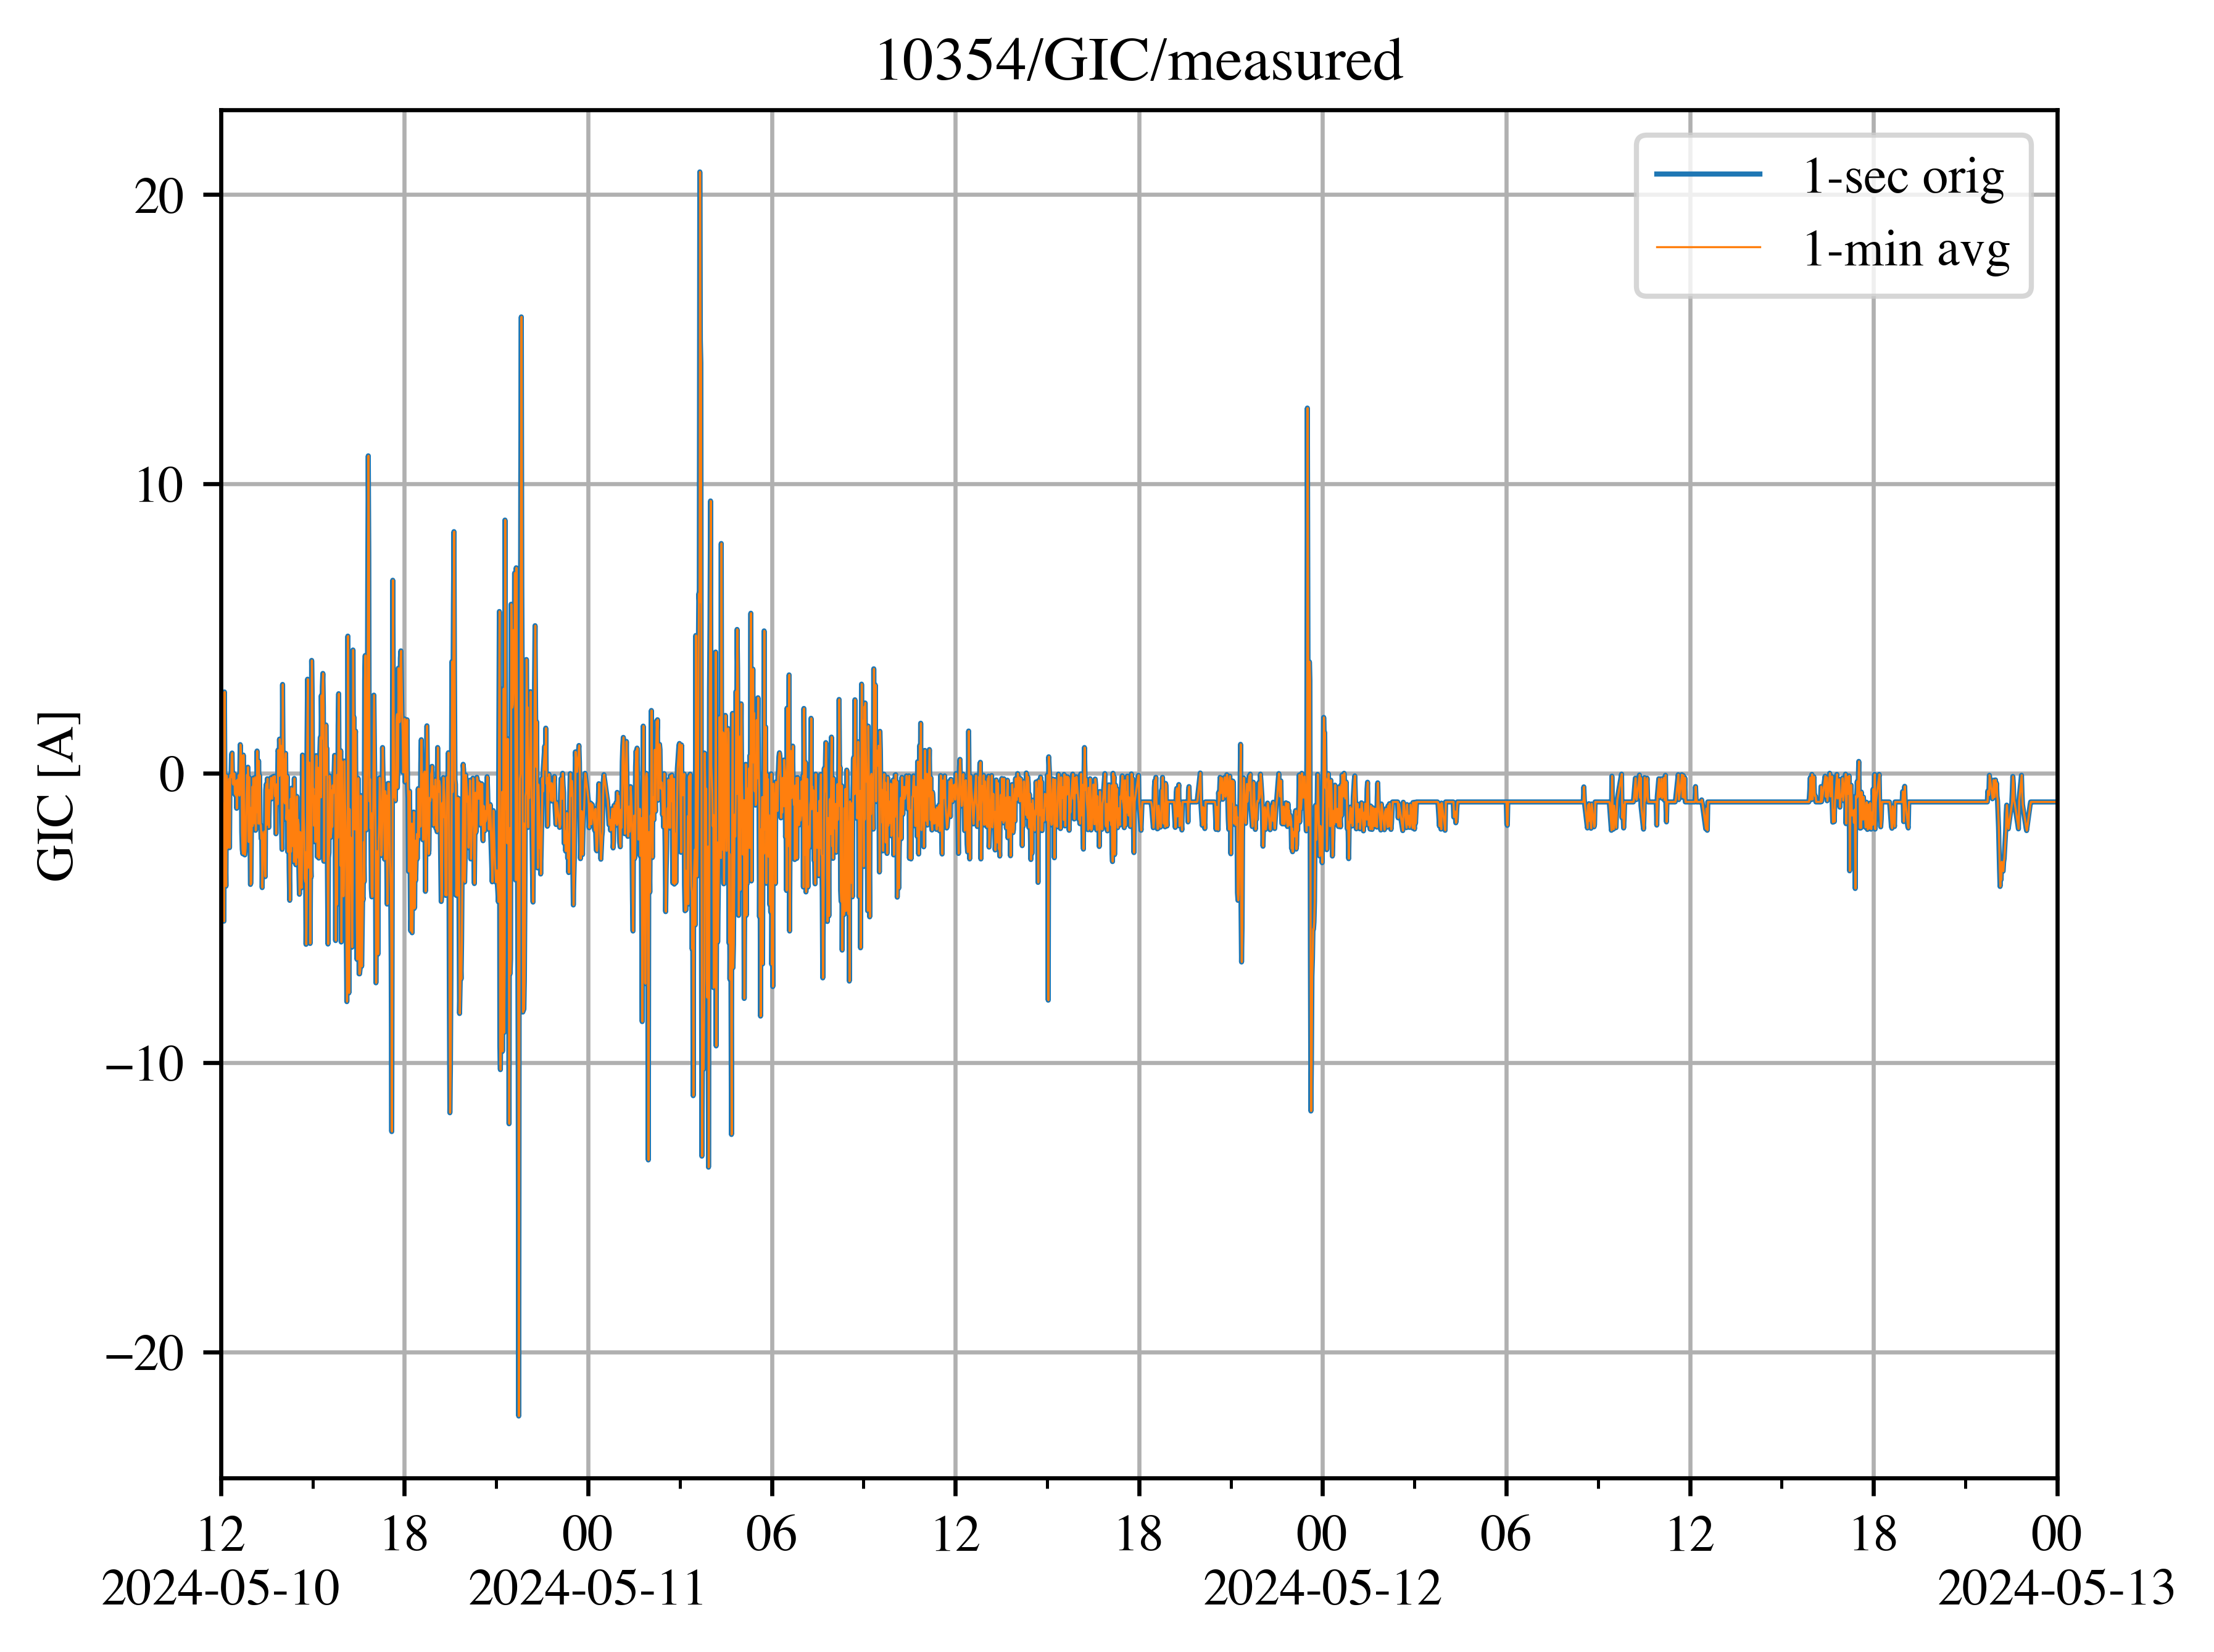 10354/GIC/measured
1-sec orig
1-min avg
GIC [A]
20
10
0
−10
−20
12 18 00 06 12 18 00 06 12 18 00
2024-05-10 2024-05-11 2024-05-12 2024-05-13